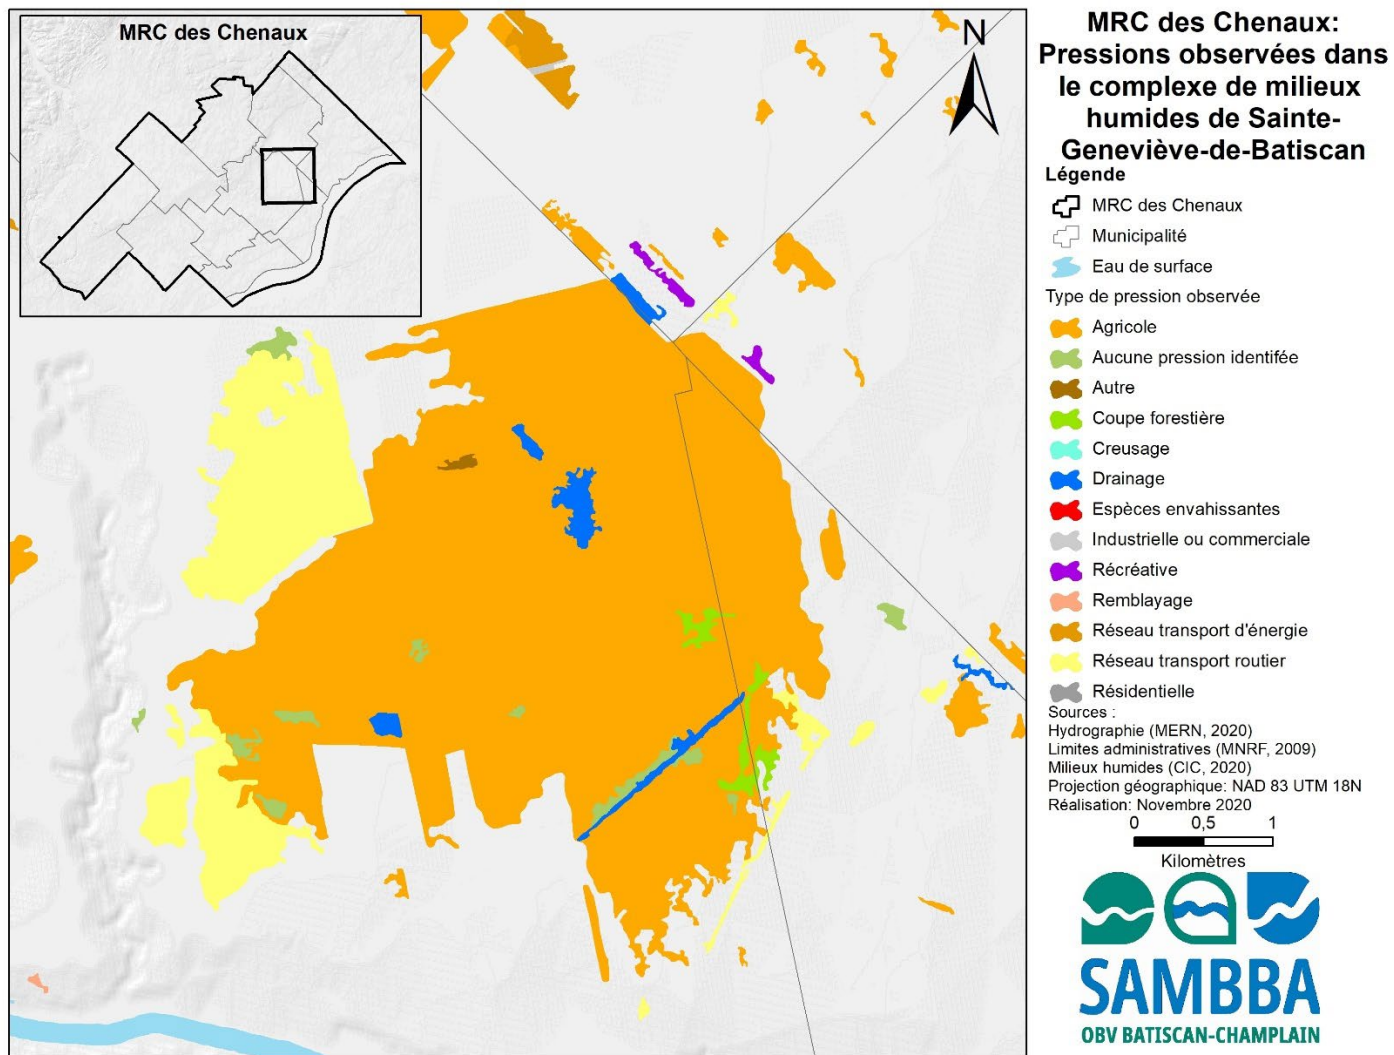 MRC des Chenaux
N
MRC des Chenaux:
Pressions observées dans
le complexe de milieux
humides de Sainte-
Geneviève-de-Batiscan
Légende
MRC des Chenaux
Municipalité
Eau de surface
Type de pression observée
Agricole
Aucune pression identifée
Autre
Coupe forestière
Creusage
Drainage
Espèces envahissantes
Industrielle ou commerciale
Récréative
Remblayage
Réseau transport d'énergie
Réseau transport routier
Résidentielle
Sources :
Hydrographie (MERN, 2020)
Limites administratives (MNRF, 2009)
Milieux humides (CIC, 2020)
Projection géographique: NAD 83 UTM 18N
Réalisation: Novembre 2020
0 0,5 1
Kilomètres
SAMBBA
OBV BATISCAN-CHAMPLAIN